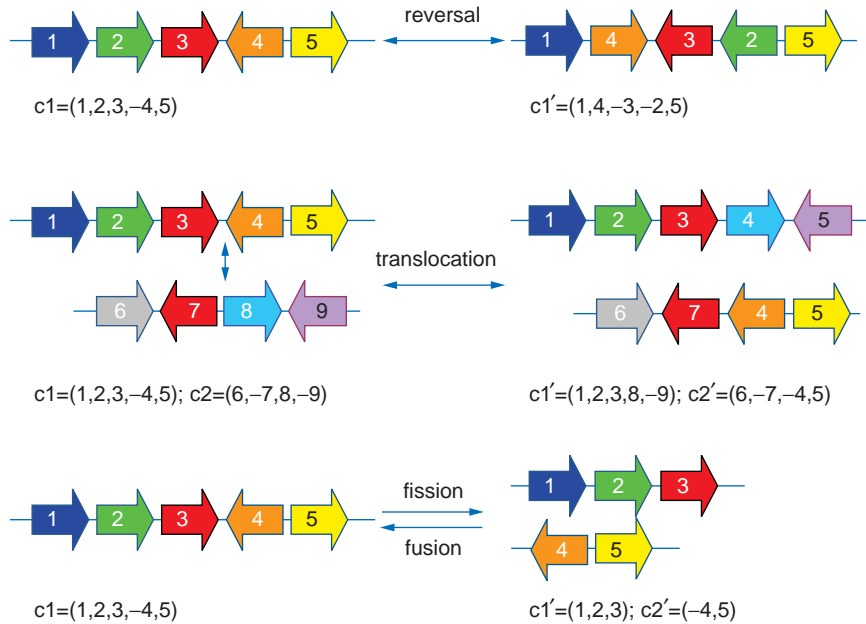 reversal
1 2 3 4 5
1 4 3 2 5
c1=(1,2,3,−4,5)
c1′=(1,4,−3,−2,5)
1 2 3 4 5
1 2 3 4 5
translocation
6 7 8 9
6 7 4 5
c1=(1,2,3,−4,5); c2=(6,−7,8,−9)
c1′=(1,2,3,8,−9); c2′=(6,−7,−4,5)
1 2 3 4 5
fission
fusion
1 2 3
4 5
c1=(1,2,3,−4,5)
c1′=(1,2,3); c2′=(−4,5)